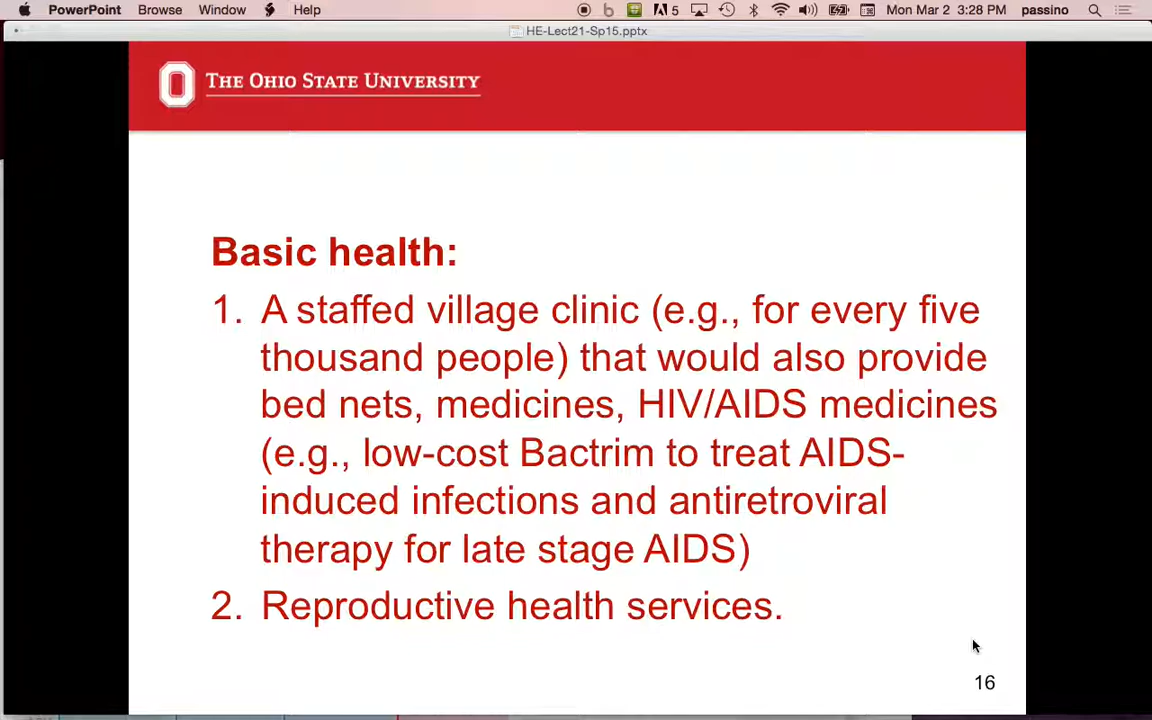 PowerPoint Browse Window Help 5 Mon Mar 2 3:28 PM passino
HE-Lect21-Sp15.pptx
THE OHIO STATE UNIVERSITY
Basic health:
1. A staffed village clinic (e.g., for every five
thousand people) that would also provide
bed nets, medicines, HIV/AIDS medicines
(e.g., low-cost Bactrim to treat AIDS-
induced infections and antiretroviral
therapy for late stage AIDS)
2. Reproductive health services.
16